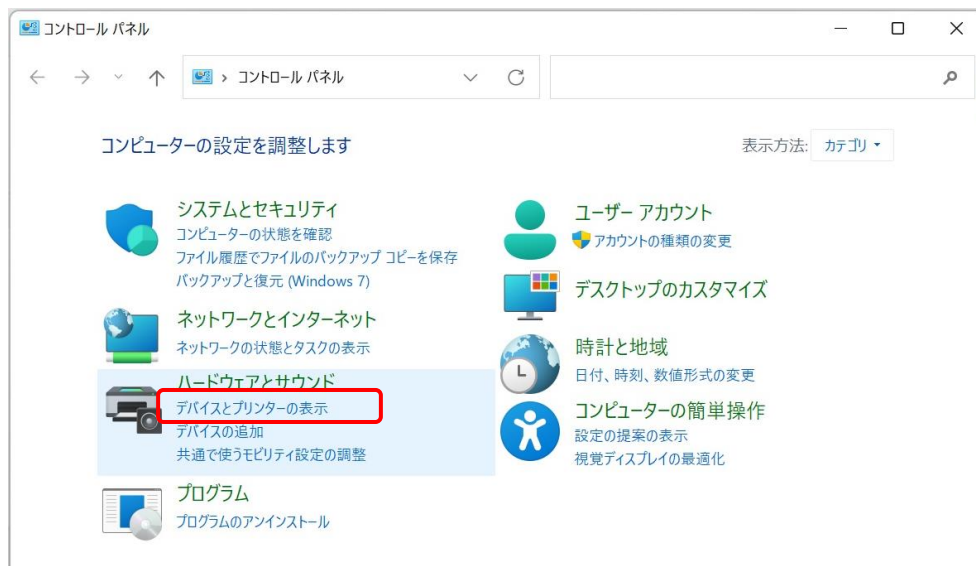 コントロール パネル
コントロール パネル
コンピューターの設定を調整します
表示方法: カテゴリ
システムとセキュリティ
コンピューターの状態を確認
ファイル履歴でファイルのバックアップ コピーを保存
バックアップと復元 (Windows 7)
ネットワークとインターネット
ネットワークの状態とタスクの表示
ハードウェアとサウンド
デバイスとプリンターの表示
デバイスの追加
共通で使うモビリティ設定の調整
プログラム
プログラムのアンインストール
ユーザー アカウント
アカウントの種類の変更
デスクトップのカスタマイズ
時計と地域
日付、時刻、数値形式の変更
コンピューターの簡単操作
設定の提案の表示
視覚ディスプレイの最適化